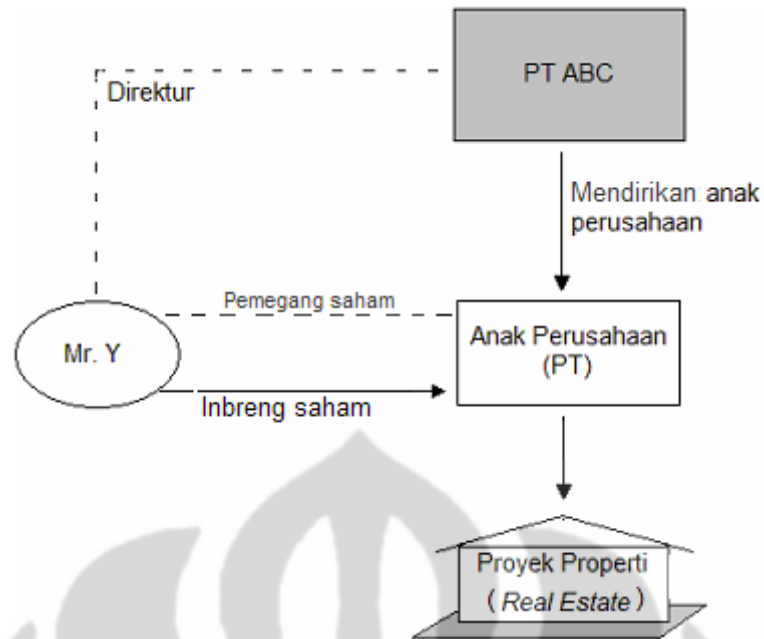 PT ABC
Direktur
Mendirikan anak
perusahaan
Pemegang saham
Mr. Y
Anak Perusahaan
(PT)
Inbreng saham
Proyek Properti
( Real Estate )